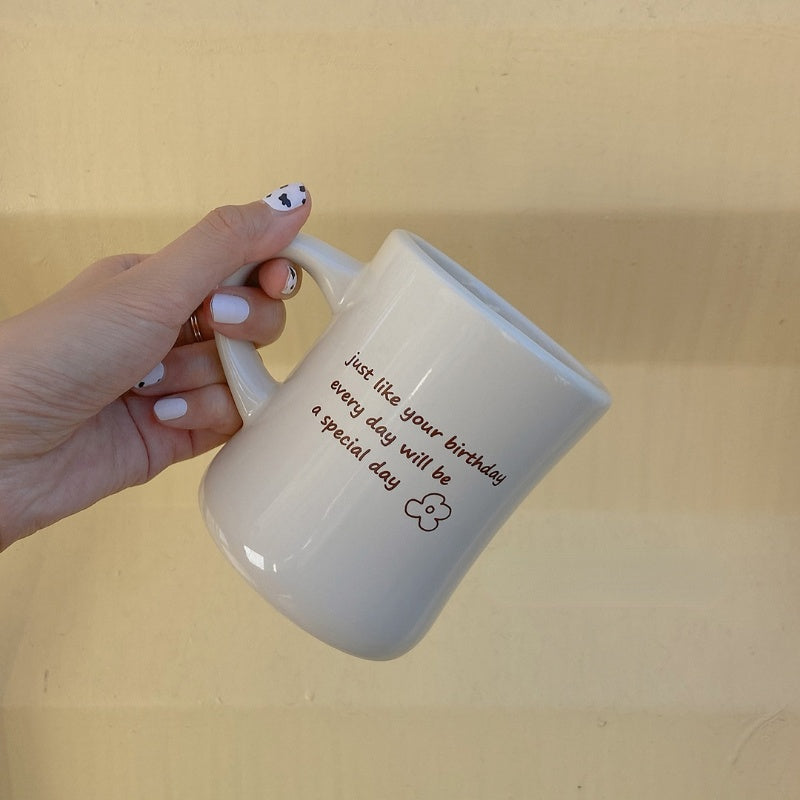 just like your birthday
every day will be
a special day